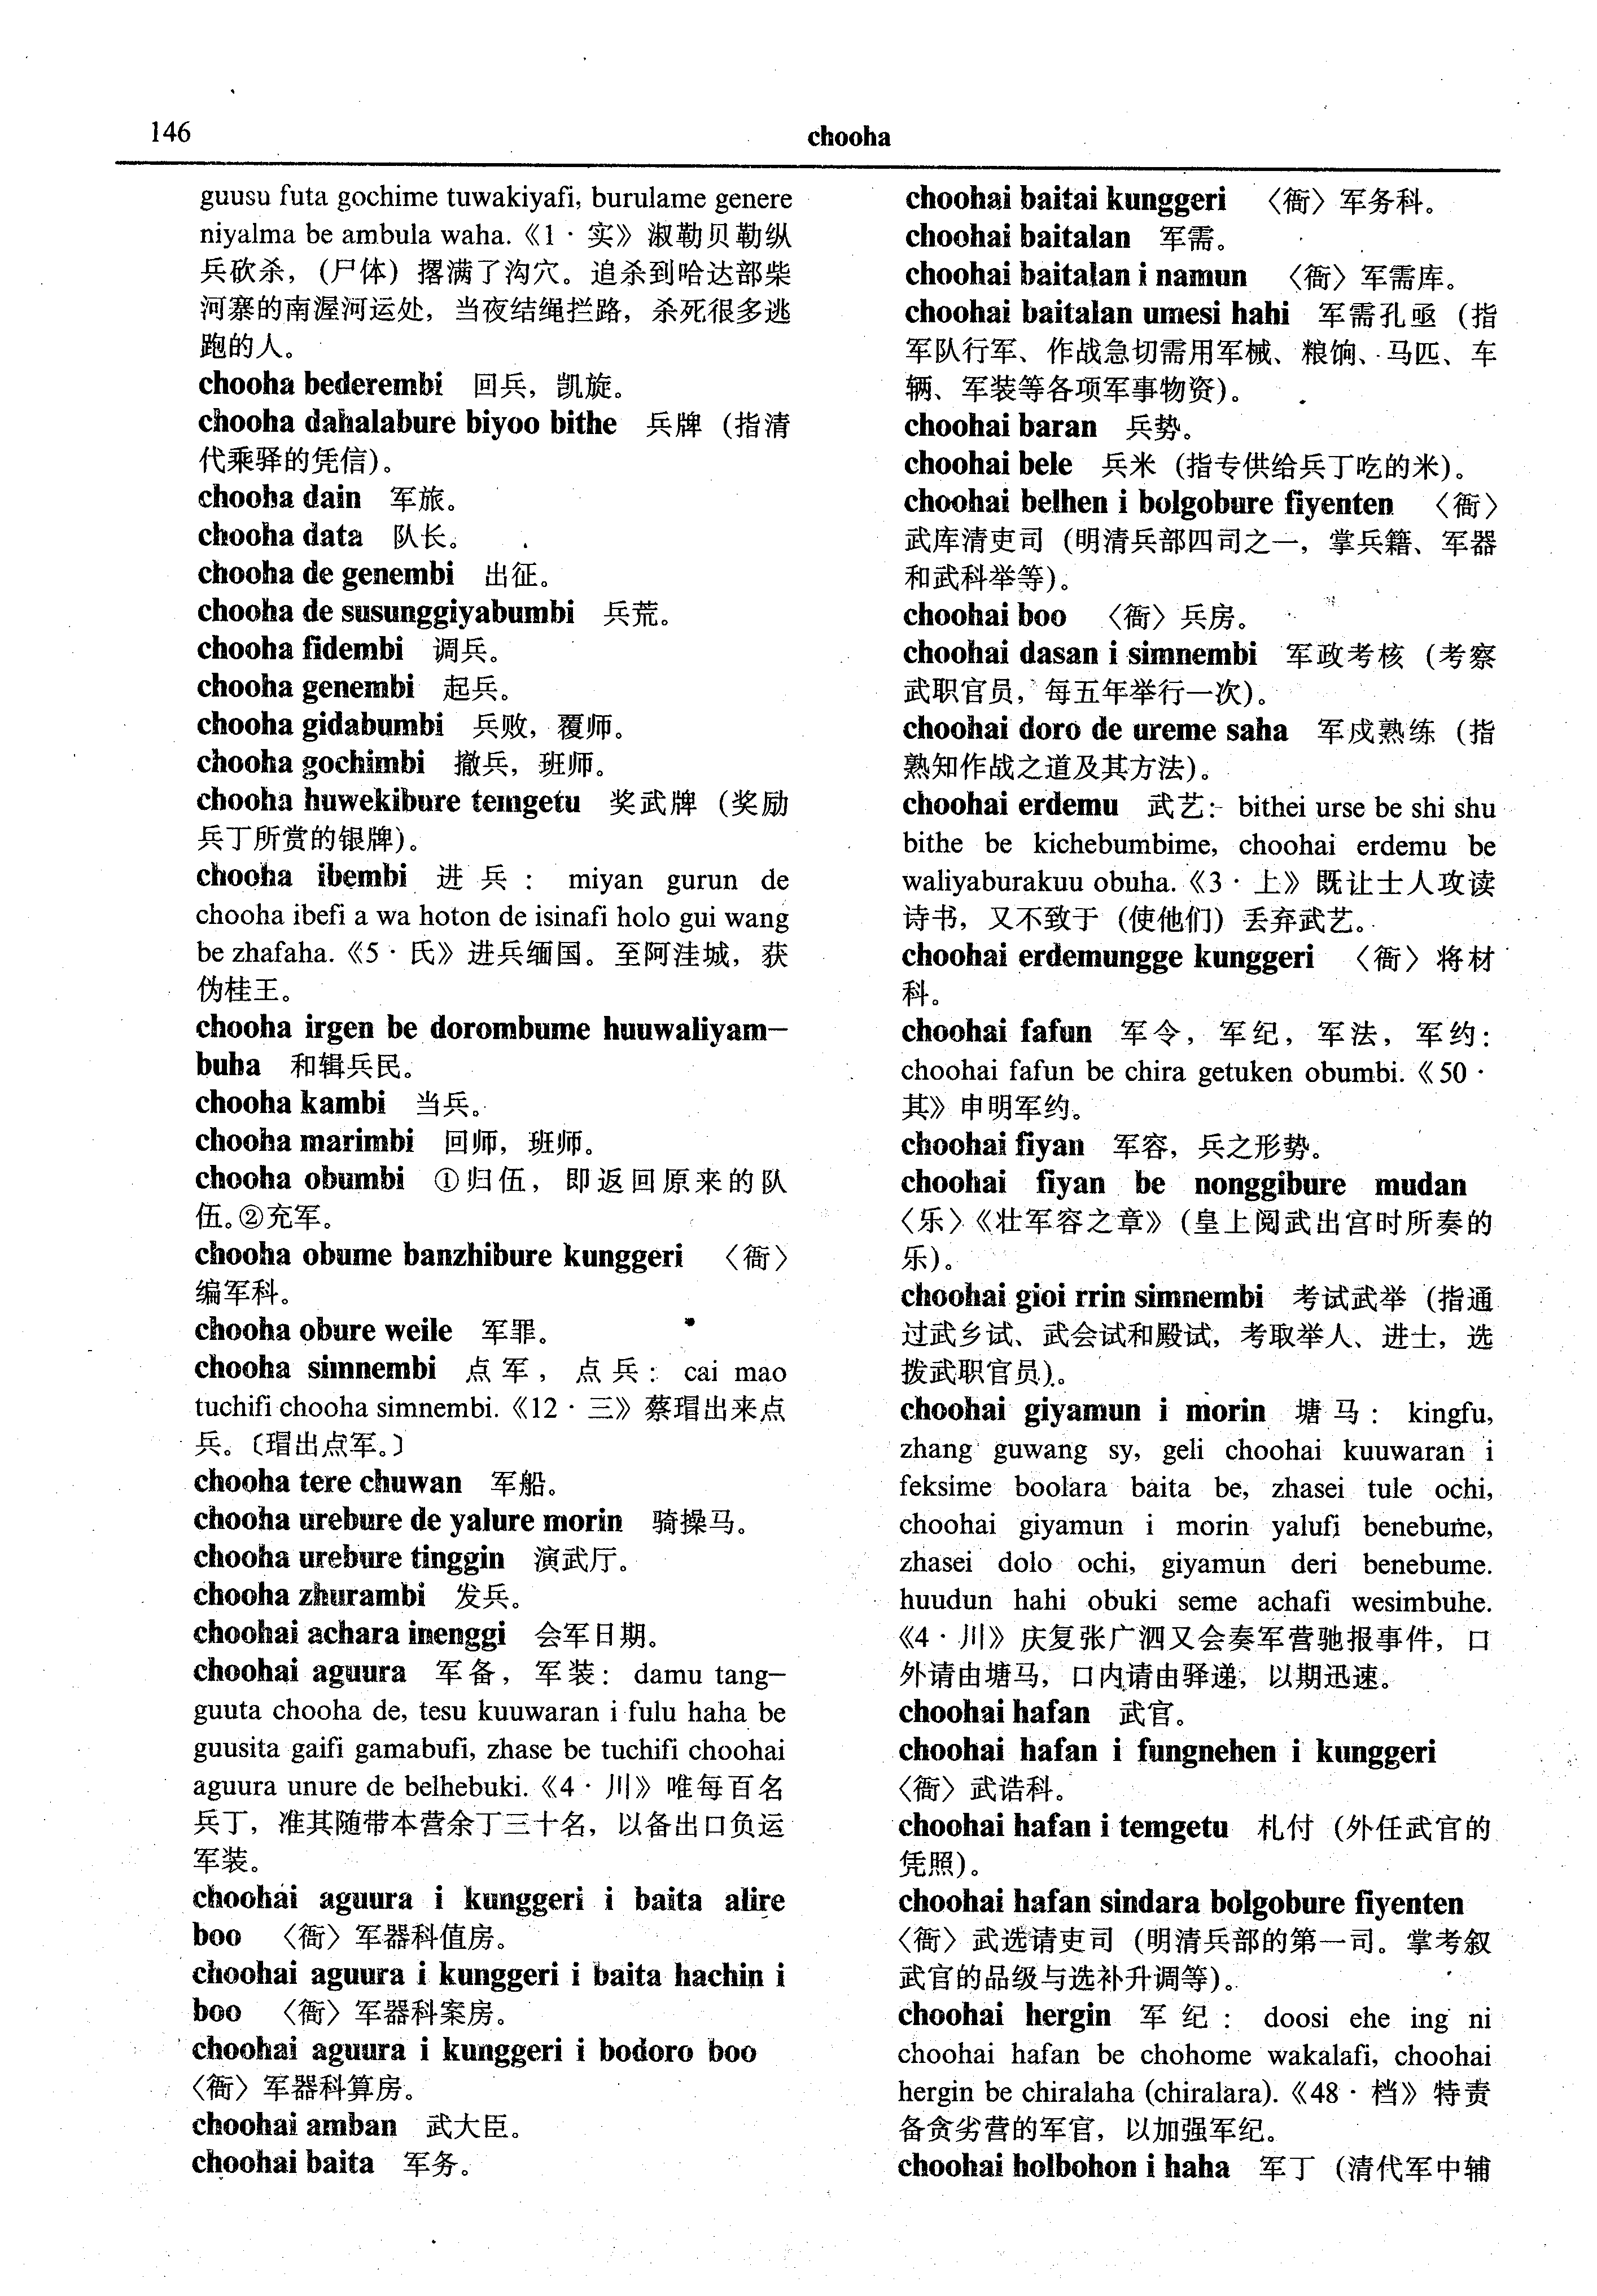 146
chooha
guusu futa gochime tuwakiyafi, burulame genere
niyalma be ambula waha.《1·实》淑勒贝勒纵
兵砍杀，(尸体) 撂满了沟穴。追杀到哈达部柴
河寨的南渥河运处，当夜结绳拦路，杀死很多逃
跑的人。
chooha bederembi 回兵，凯旋。
chooha dahalabure biyoo bithe 兵牌 (指清
代乘驿的凭信)。
chooha dain 军旅。
chooha data 队长。
chooha de genembi 出征。
chooha de susunggiyabumbi 兵荒。
chooha fidembi 调兵。
chooha genembi 起兵。
chooha gidabumbi 兵败，覆师。
chooha gochimbi 撤兵，班师。
chooha huwekibure temgetu 奖武牌 (奖励
兵丁所赏的银牌)。
chooha ibembi 进兵：miyan gurun de
chooha ibefi a wa hoton de isinafi holo gui wang
be zhafaha.《5·氏》进兵缅国。至阿洼城，获
伪桂王。
chooha irgen be dorombume huuwaliyam-
buha 和辑兵民。
chooha kambi 当兵。
chooha marimbi 回师，班师。
chooha obumbi ①归伍，即返回原来的队
伍。②充军。
chooha obume banzhibure kunggeri 〈衙〉
编军科。
chooha obure weile 军罪。
chooha simnembi 点军，点兵：cai mao
tuchifi chooha simnembi.《12·三》蔡瑁出来点
兵。〔瑁出点军。〕
chooha tere chuwan 军船。
chooha urebure de yalure morin 骑操马。
chooha urebure tinggin 演武厅。
chooha zhurambi 发兵。
choohai achara inenggi 会军日期。
choohai aguura 军备，军装：damu tang-
guuta chooha de, tesu kuuwaran i fulu haha be
guusita gaifi gamabufi, zhase be tuchifi choohai
aguura unure de belhebuki.《4·川》唯每百名
兵丁，准其随带本营余丁三十名，以备出口负运
军装。
choohai aguura i kunggeri i baita alire
boo 〈衙〉军器科值房。
choohai aguura i kunggeri i baita hachin i
boo 〈衙〉军器科案房。
choohai aguura i kunggeri i bodoro boo
〈衙〉军器科算房。
choohai amban 武大臣。
choohai baita 军务。
choohai baitai kunggeri 〈衙〉军务科。
choohai baitalan 军需。
choohai baitalan i namun 〈衙〉军需库。
choohai baitalan umesi hahi 军需孔亟 (指
军队行军、作战急切需用军械、粮饷、马匹、车
辆、军装等各项军事物资)。
choohai baran 兵势。
choohai bele 兵米 (指专供给兵丁吃的米)。
choohai belhen i bolgobure fiyenten 〈衙〉
武库清吏司 (明清兵部四司之一，掌兵籍、军器
和武科举等)。
choohai boo 〈衙〉兵房。
choohai dasan i simnembi 军政考核 (考察
武职官员，每五年举行一次)。
choohai doro de ureme saha 军戍熟练 (指
熟知作战之道及其方法)。
choohai erdemu 武艺：bithei urse be shi shu
bithe be kichebumbime, choohai erdemu be
waliyaburakuu obuha.《3·上》既让士人攻读
诗书，又不致于 (使他们) 丢弃武艺。
choohai erdemungge kunggeri 〈衙〉将材
科。
choohai fafun 军令，军纪，军法，军约：
choohai fafun be chira getuken obumbi.《50·
其》申明军约。
choohai fiyan 军容，兵之形势。
choohai fiyan be nonggibure mudan
〈乐〉《壮军容之章》(皇上阅武出宫时所奏的
乐)。
choohai gioi rrin simnembi 考试武举 (指通
过武乡试、武会试和殿试，考取举人、进士，选
拨武职官员)。
choohai giyamun i morin 塘马：kingfu,
zhang guwang sy, geli choohai kuuwaran i
feksime boolara baita be, zhasei tule ochi,
choohai giyamun i morin yalufi benebume,
zhasei dolo ochi, giyamun deri benebume.
huudun hahi obuki seme achafi wesimbuhe.
《4·川》庆复张广泗又会奏军营驰报事件，口
外请由塘马，口内请由驿递，以期迅速。
choohai hafan 武官。
choohai hafan i fungnehen i kunggeri
〈衙〉武诰科。
choohai hafan i temgetu 札付 (外任武官的
凭照)。
choohai hafan sindara bolgobure fiyenten
〈衙〉武选请吏司 (明清兵部的第一司。掌考叙
武官的品级与选补升调等)。
choohai hergin 军纪：doosi ehe ing ni
choohai hafan be chohome wakalafi, choohai
hergin be chiralaha (chiralara).《48·档》特责
备贪劣营的军官，以加强军纪。
choohai holbohon i haha 军丁 (清代军中辅